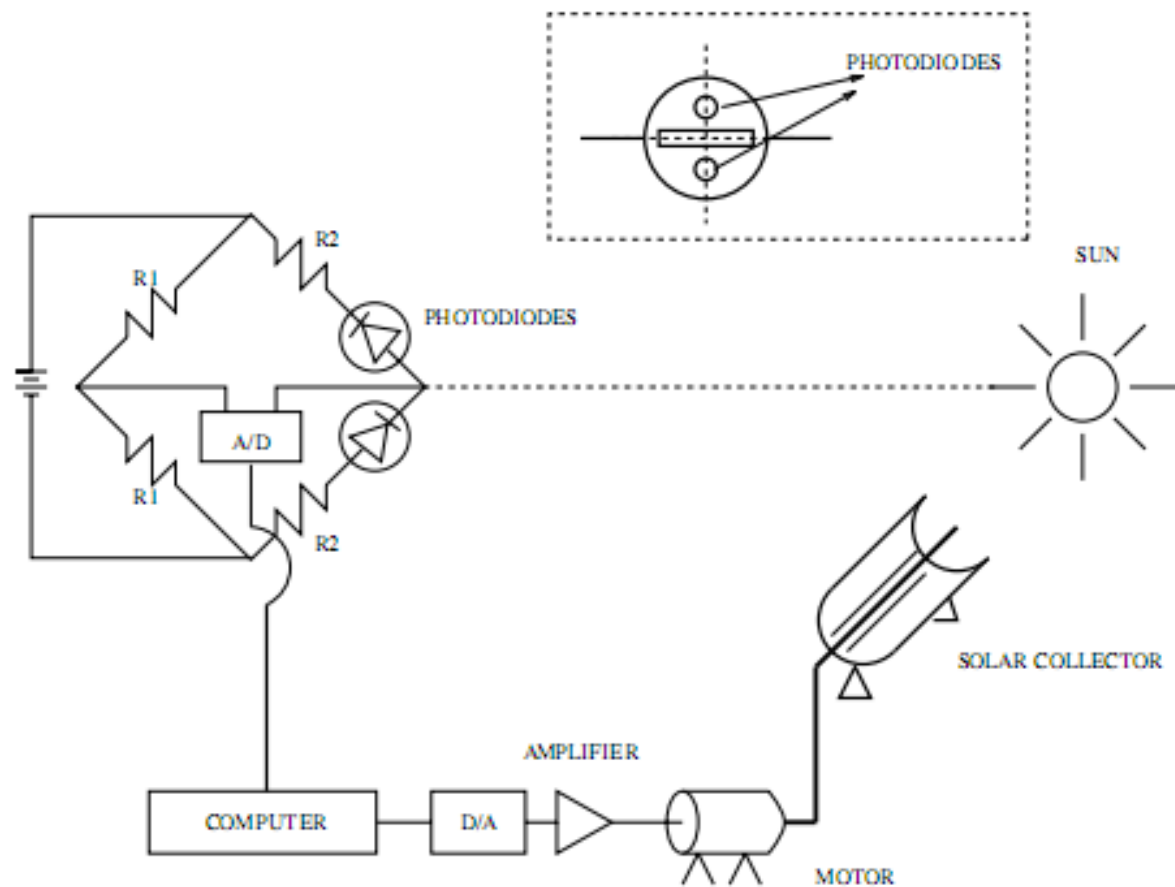 PHOTODIODES
R2
SUN
R1
PHOTODIODES
A/D
R1
R2
SOLAR COLLECTOR
AMPLIFIER
COMPUTER
D/A
MOTOR